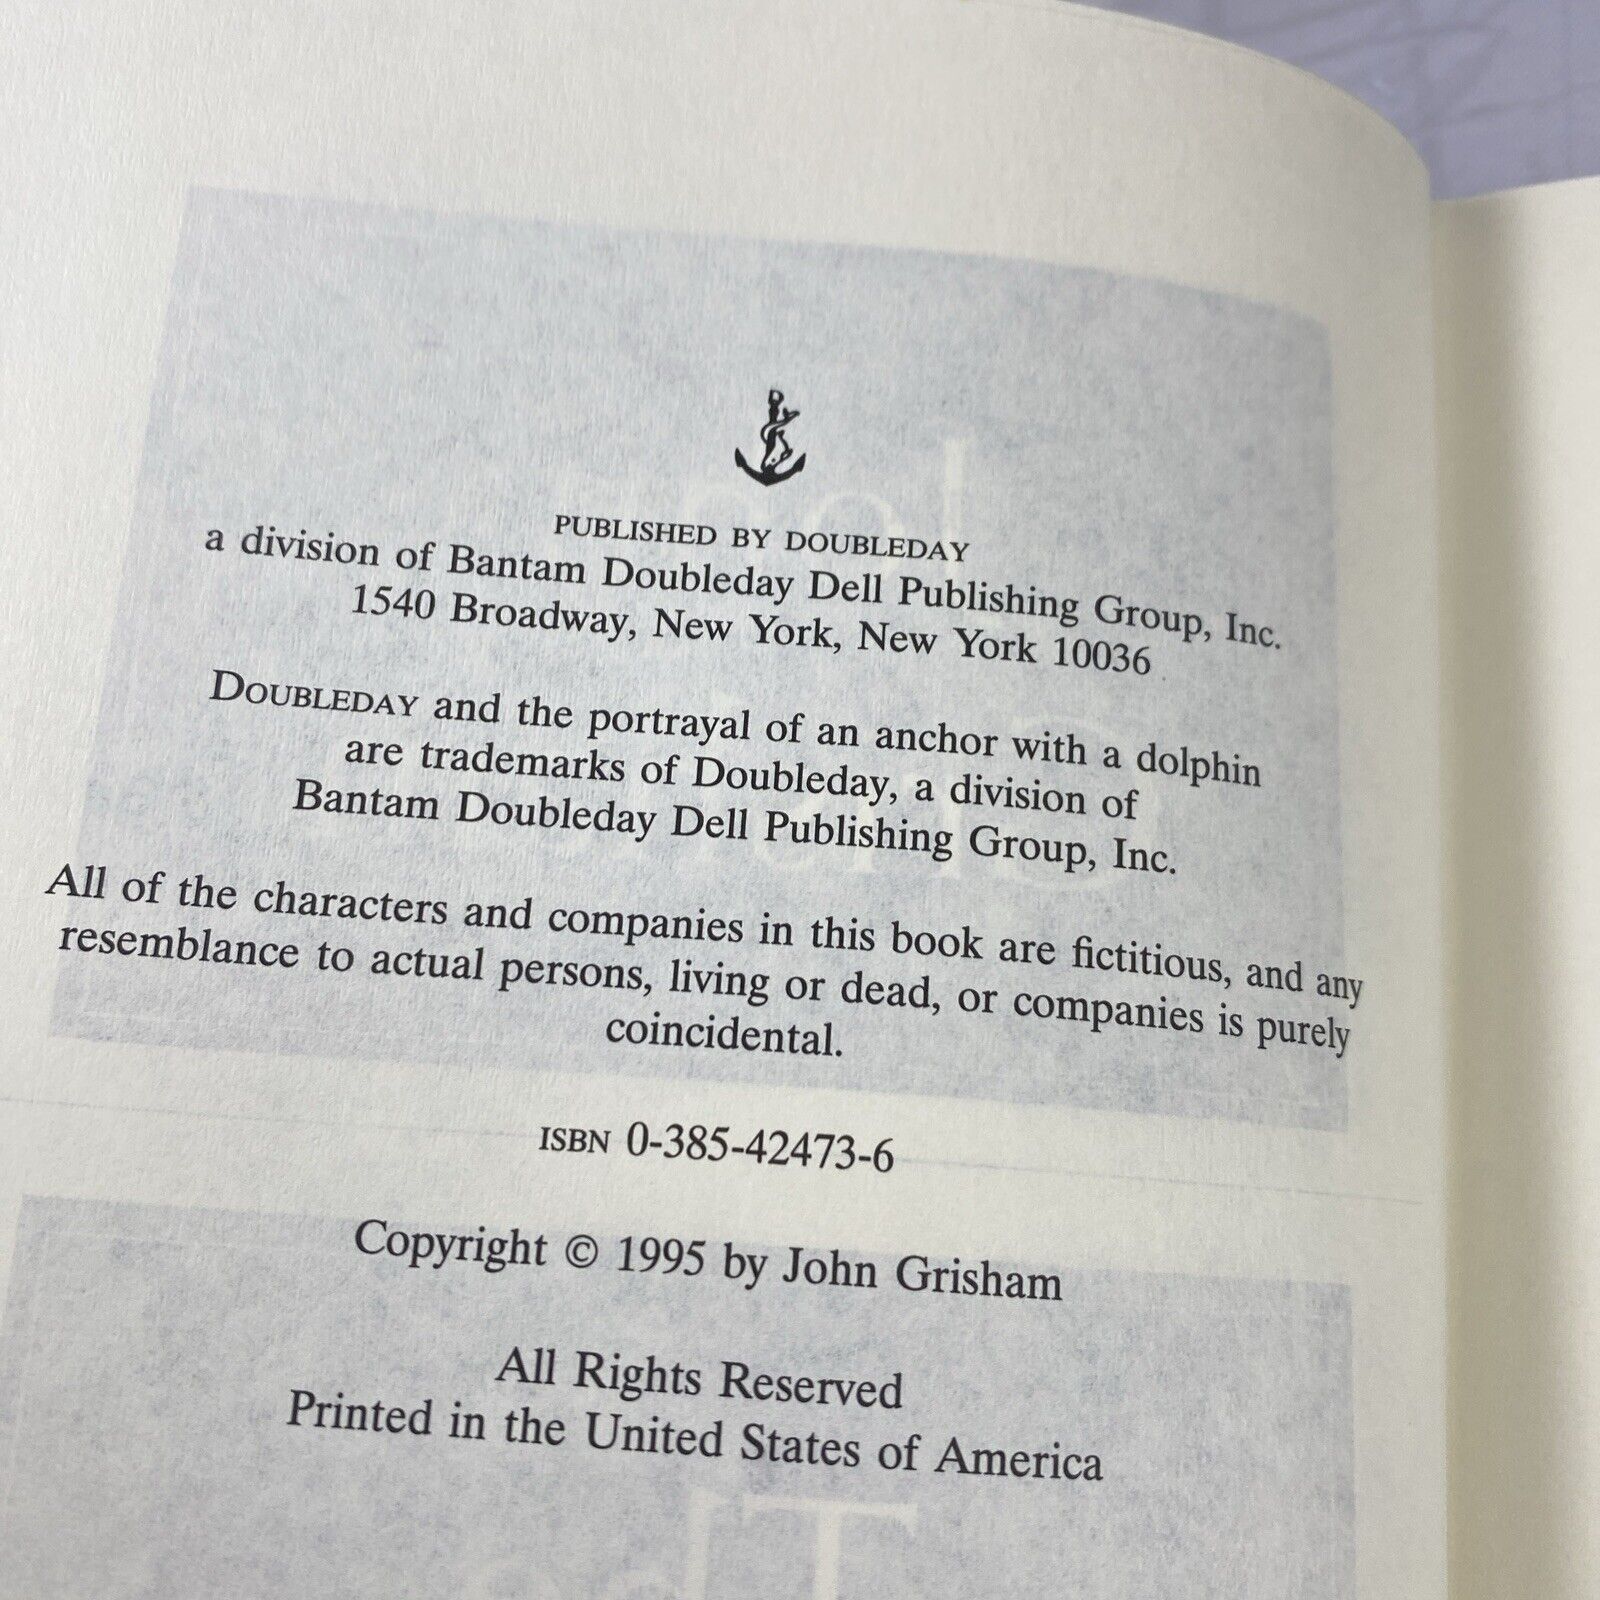 PUBLISHED BY DOUBLEDAY
a division of Bantam Doubleday Dell Publishing Group, Inc.
1540 Broadway, New York, New York 10036
DOUBLEDAY and the portrayal of an anchor with a dolphin
are trademarks of Doubleday, a division of
Bantam Doubleday Dell Publishing Group, Inc.
All of the characters and companies in this book are fictitious, and any
resemblance to actual persons, living or dead, or companies is purely
coincidental.
ISBN 0-385-42473-6
Copyright © 1995 by John Grisham
All Rights Reserved
Printed in the United States of America